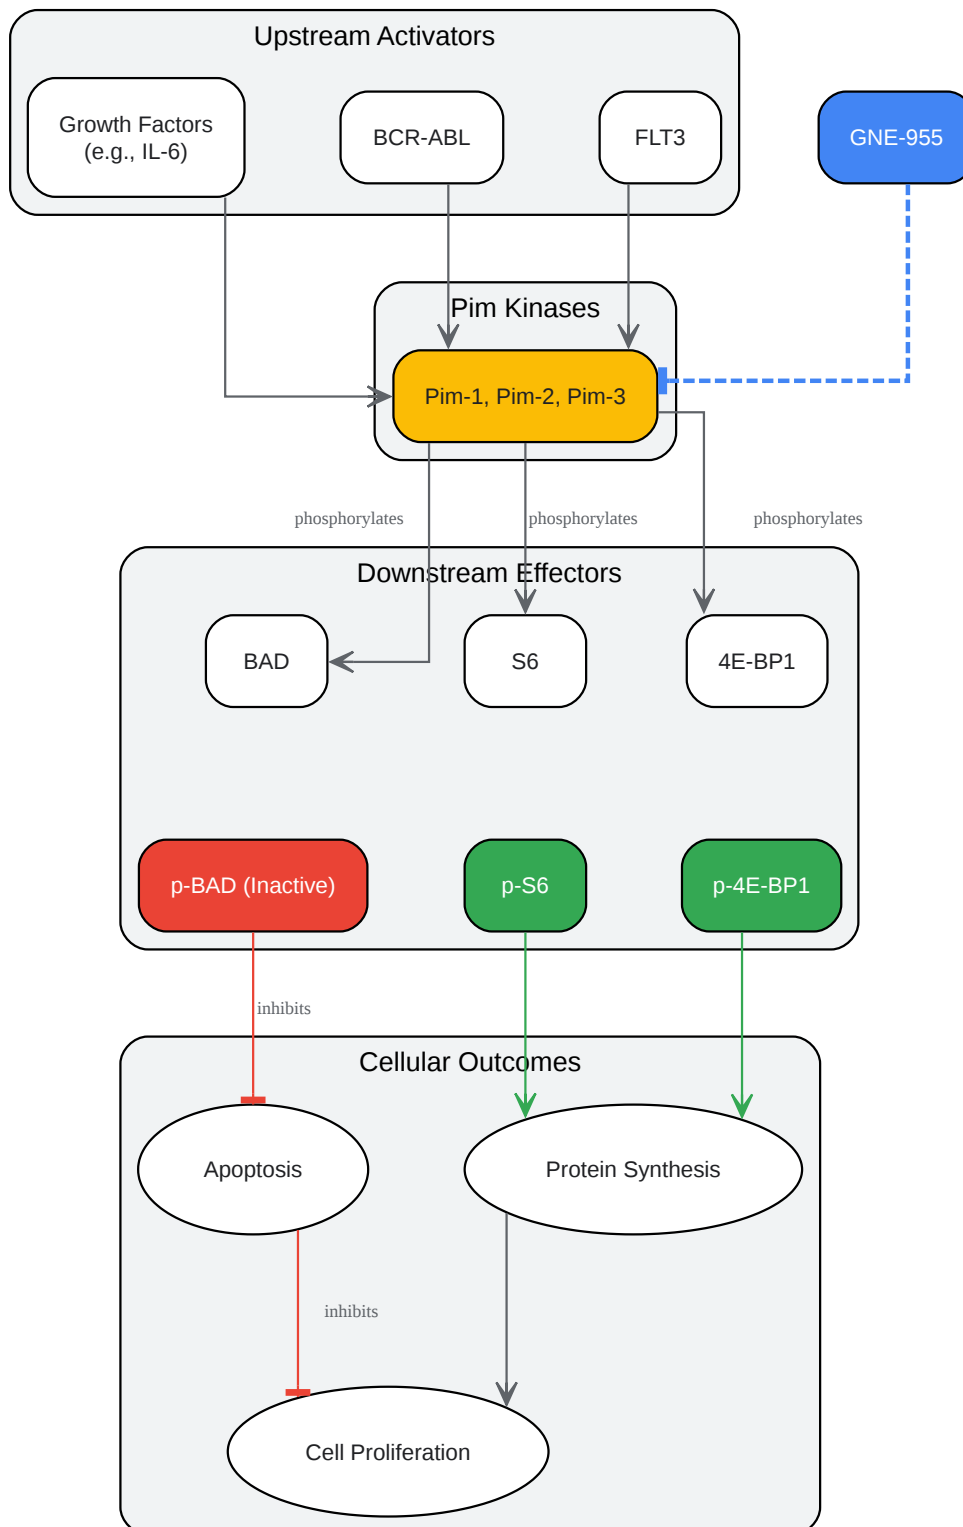 Upstream Activators
Growth Factors
(e.g., IL-6)
BCR-ABL
FLT3
GNE-955
Pim Kinases
Pim-1, Pim-2, Pim-3
phosphorylates
phosphorylates
phosphorylates
Downstream Effectors
BAD
S6
4E-BP1
p-BAD (Inactive)
p-S6
p-4E-BP1
inhibits
Cellular Outcomes
Apoptosis
Protein Synthesis
inhibits
Cell Proliferation